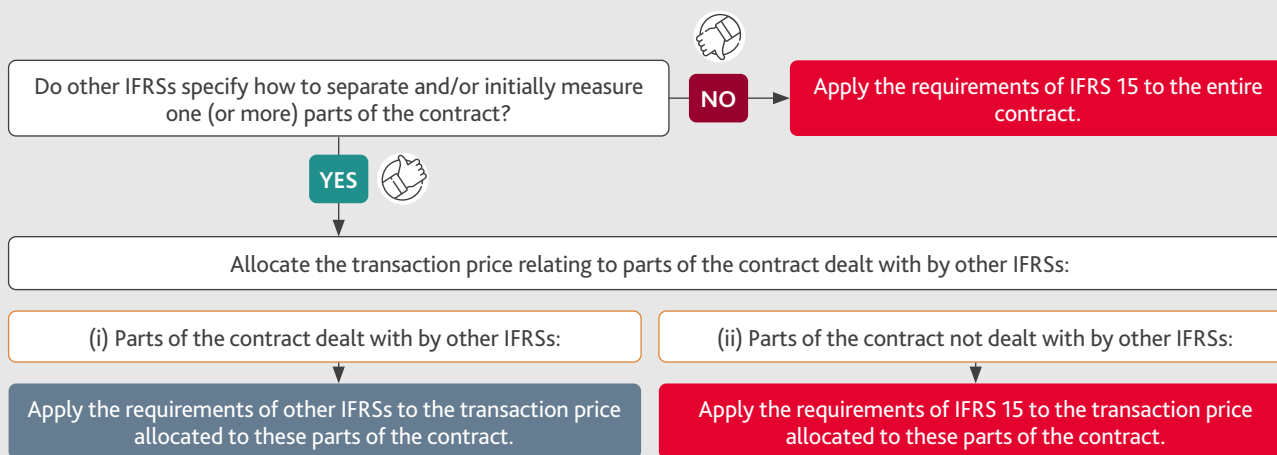 Do other IFRSs specify how to separate and/or initially measure
one (or more) parts of the contract?
NO
Apply the requirements of IFRS 15 to the entire
contract.
YES
Allocate the transaction price relating to parts of the contract dealt with by other IFRSs:
(i) Parts of the contract dealt with by other IFRSs:
(ii) Parts of the contract not dealt with by other IFRSs:
Apply the requirements of other IFRSs to the transaction price
allocated to these parts of the contract.
Apply the requirements of IFRS 15 to the transaction price
allocated to these parts of the contract.